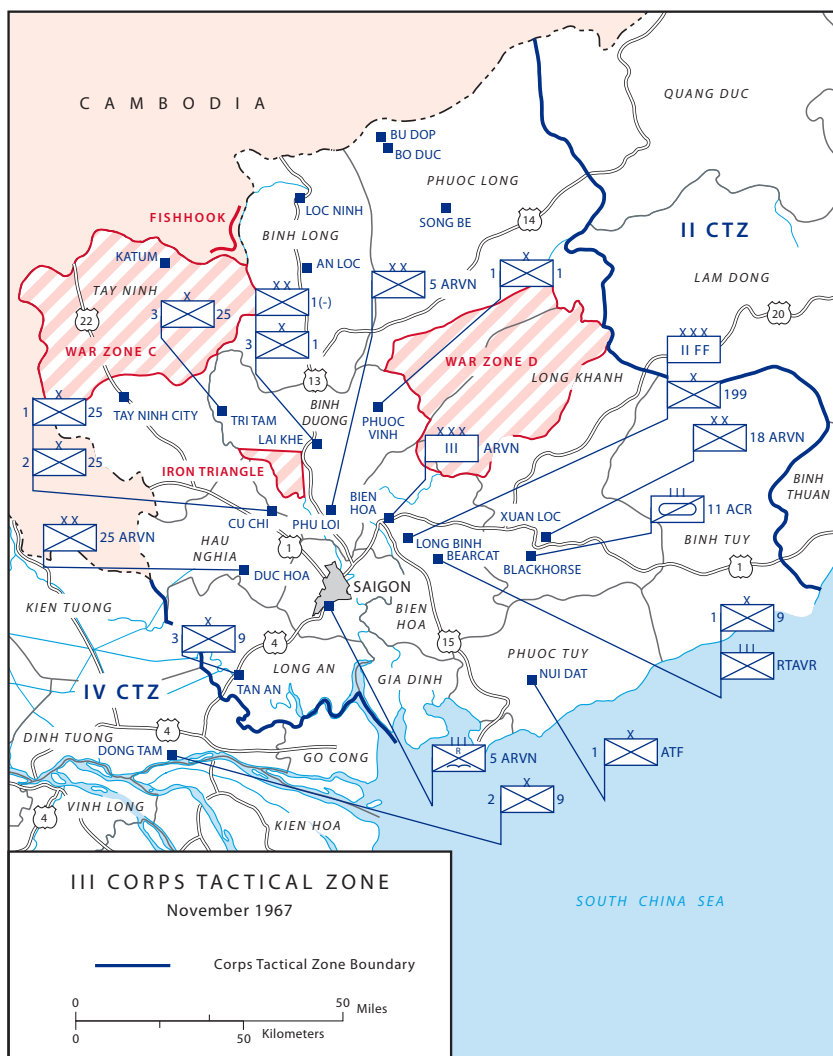 CAMBODIA
QUANG DUC
BU DOP
BO DUC
PHUOC LONG
FISHHOOK
LOC NINH
SONG BE
14
BINH LONG
II CTZ
KATUM
AN LOC
X X
5 ARVN
X
1 1
LAM DONG
TAY NINH
X
3 25
X X
1(-)
20
22
X
3 1
X X X
II FF
WAR ZONE C
WAR ZONE D
13
LONG KHANH
X
199
X
1 25
TAY NINH CITY
TRI TAM
BINH
DUONG
PHUOC
VINH
X X
18 ARVN
LAI KHE
X X X
III ARVN
X
2 25
IRON TRIANGLE
BINH
THUAN
BIEN
HOA
XUAN LOC
I I I
11 ACR
CU CHI
PHU LOI
X X
25 ARVN
HAU
NGHIA
1
LONG BINH
BEARCAT
BLACKHORSE
BINH TUY
1
DUC HOA
SAIGON
KIEN TUONG
BIEN
HOA
X
3 9
4
15
PHUOC TUY
X
1 9
LONG AN
GIA DINH
NUI DAT
I I I
RTAVR
IV CTZ
TAN AN
DINH TUONG
4
DONG TAM
GO CONG
I I I
R
5 ARVN
X
1 ATF
VINH LONG
4
KIEN HOA
X
2 9
III CORPS TACTICAL ZONE
November 1967
SOUTH CHINA SEA
Corps Tactical Zone Boundary
0 50 Miles
0 50 Kilometers